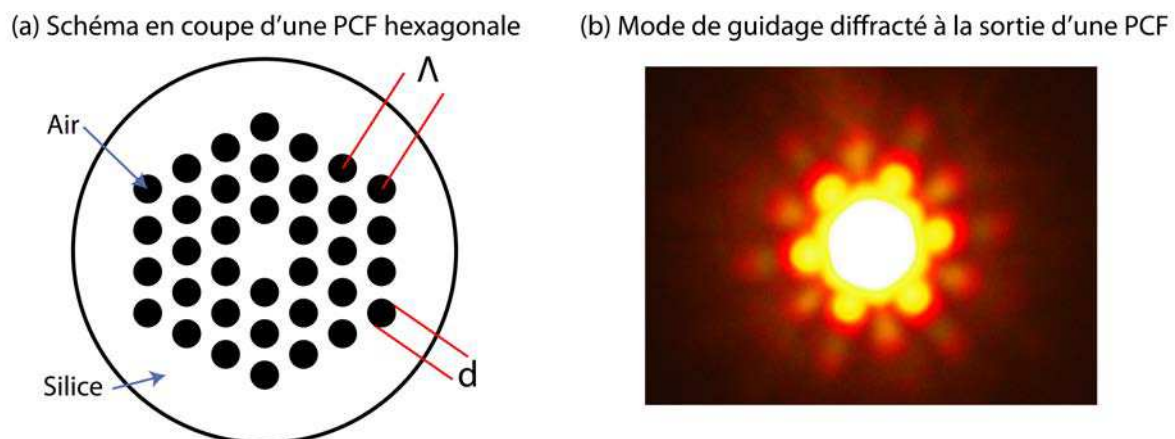 (a) Schéma en coupe d'une PCF hexagonale
(b) Mode de guidage diffracté à la sortie d'une PCF
Λ
Air
d
Silice